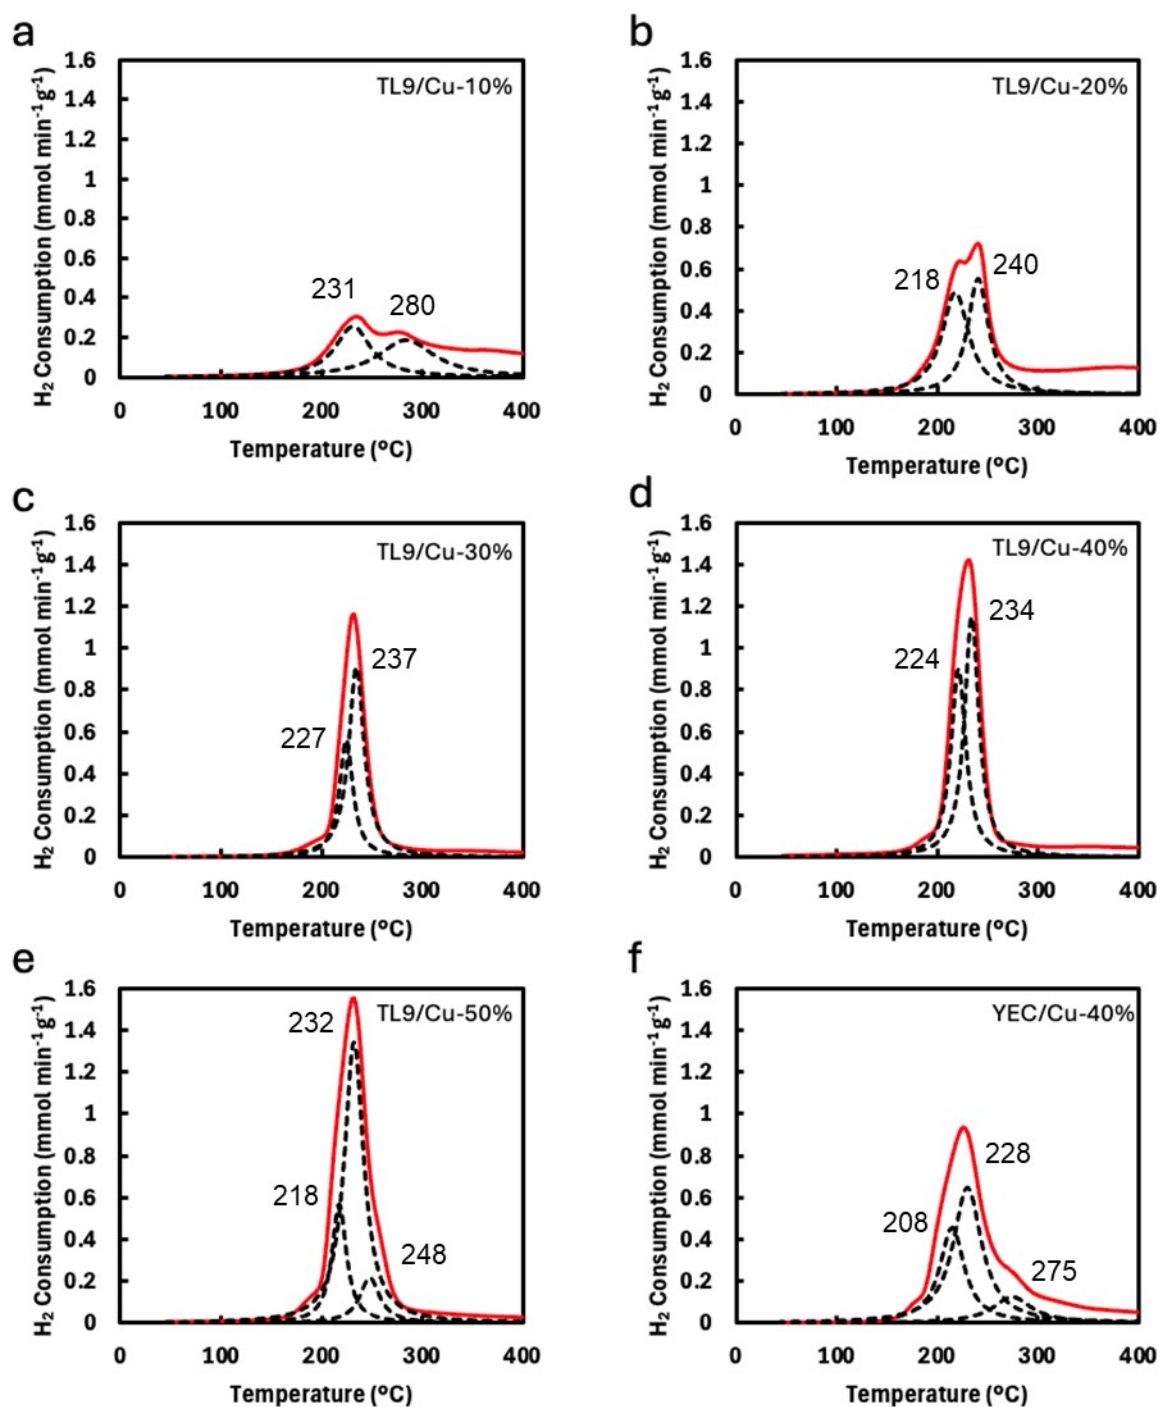 a
TL9/Cu-10%
H₂ Consumption (mmol min⁻¹g⁻¹)
1.6
1.4
1.2
1
0.8
0.6
0.4
0.2
0
231
280
0 100 200 300 400
Temperature (ºC)
b
TL9/Cu-20%
H₂ Consumption (mmol min⁻¹g⁻¹)
1.6
1.4
1.2
1
0.8
0.6
0.4
0.2
0
218
240
0 100 200 300 400
Temperature (ºC)
c
TL9/Cu-30%
H₂ Consumption (mmol min⁻¹g⁻¹)
1.6
1.4
1.2
1
0.8
0.6
0.4
0.2
0
237
227
0 100 200 300 400
Temperature (ºC)
d
TL9/Cu-40%
H₂ Consumption (mmol min⁻¹g⁻¹)
1.6
1.4
1.2
1
0.8
0.6
0.4
0.2
0
234
224
0 100 200 300 400
Temperature (ºC)
e
TL9/Cu-50%
H₂ Consumption (mmol min⁻¹g⁻¹)
1.6
1.4
1.2
1
0.8
0.6
0.4
0.2
0
232
218
248
0 100 200 300 400
Temperature (ºC)
f
YEC/Cu-40%
H₂ Consumption (mmol min⁻¹g⁻¹)
1.6
1.4
1.2
1
0.8
0.6
0.4
0.2
0
228
208
275
0 100 200 300 400
Temperature (ºC)